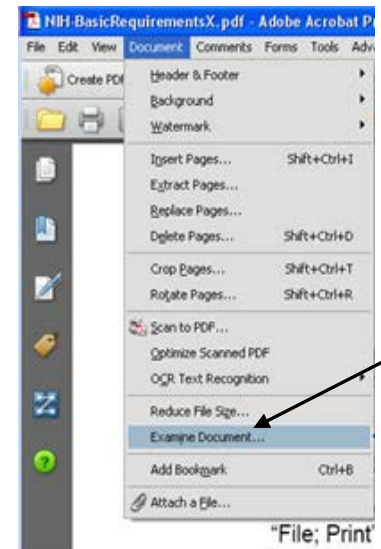 NIH-BasicRequirementsX.pdf - Adobe Acrobat P
File Edit View Document Comments Forms Tools Adv
Create PDF
Header & Footer
Background
Watermark
Insert Pages... Shift+Ctrl+I
Extract Pages...
Replace Pages...
Delete Pages... Shift+Ctrl+D
Crop Pages... Shift+Ctrl+T
Rotate Pages... Shift+Ctrl+R
Scan to PDF...
Optimize Scanned PDF
OCR Text Recognition
Reduce File Size...
Examine Document...
Add Bookmark Ctrl+B
Attach a File...
"File; Print"